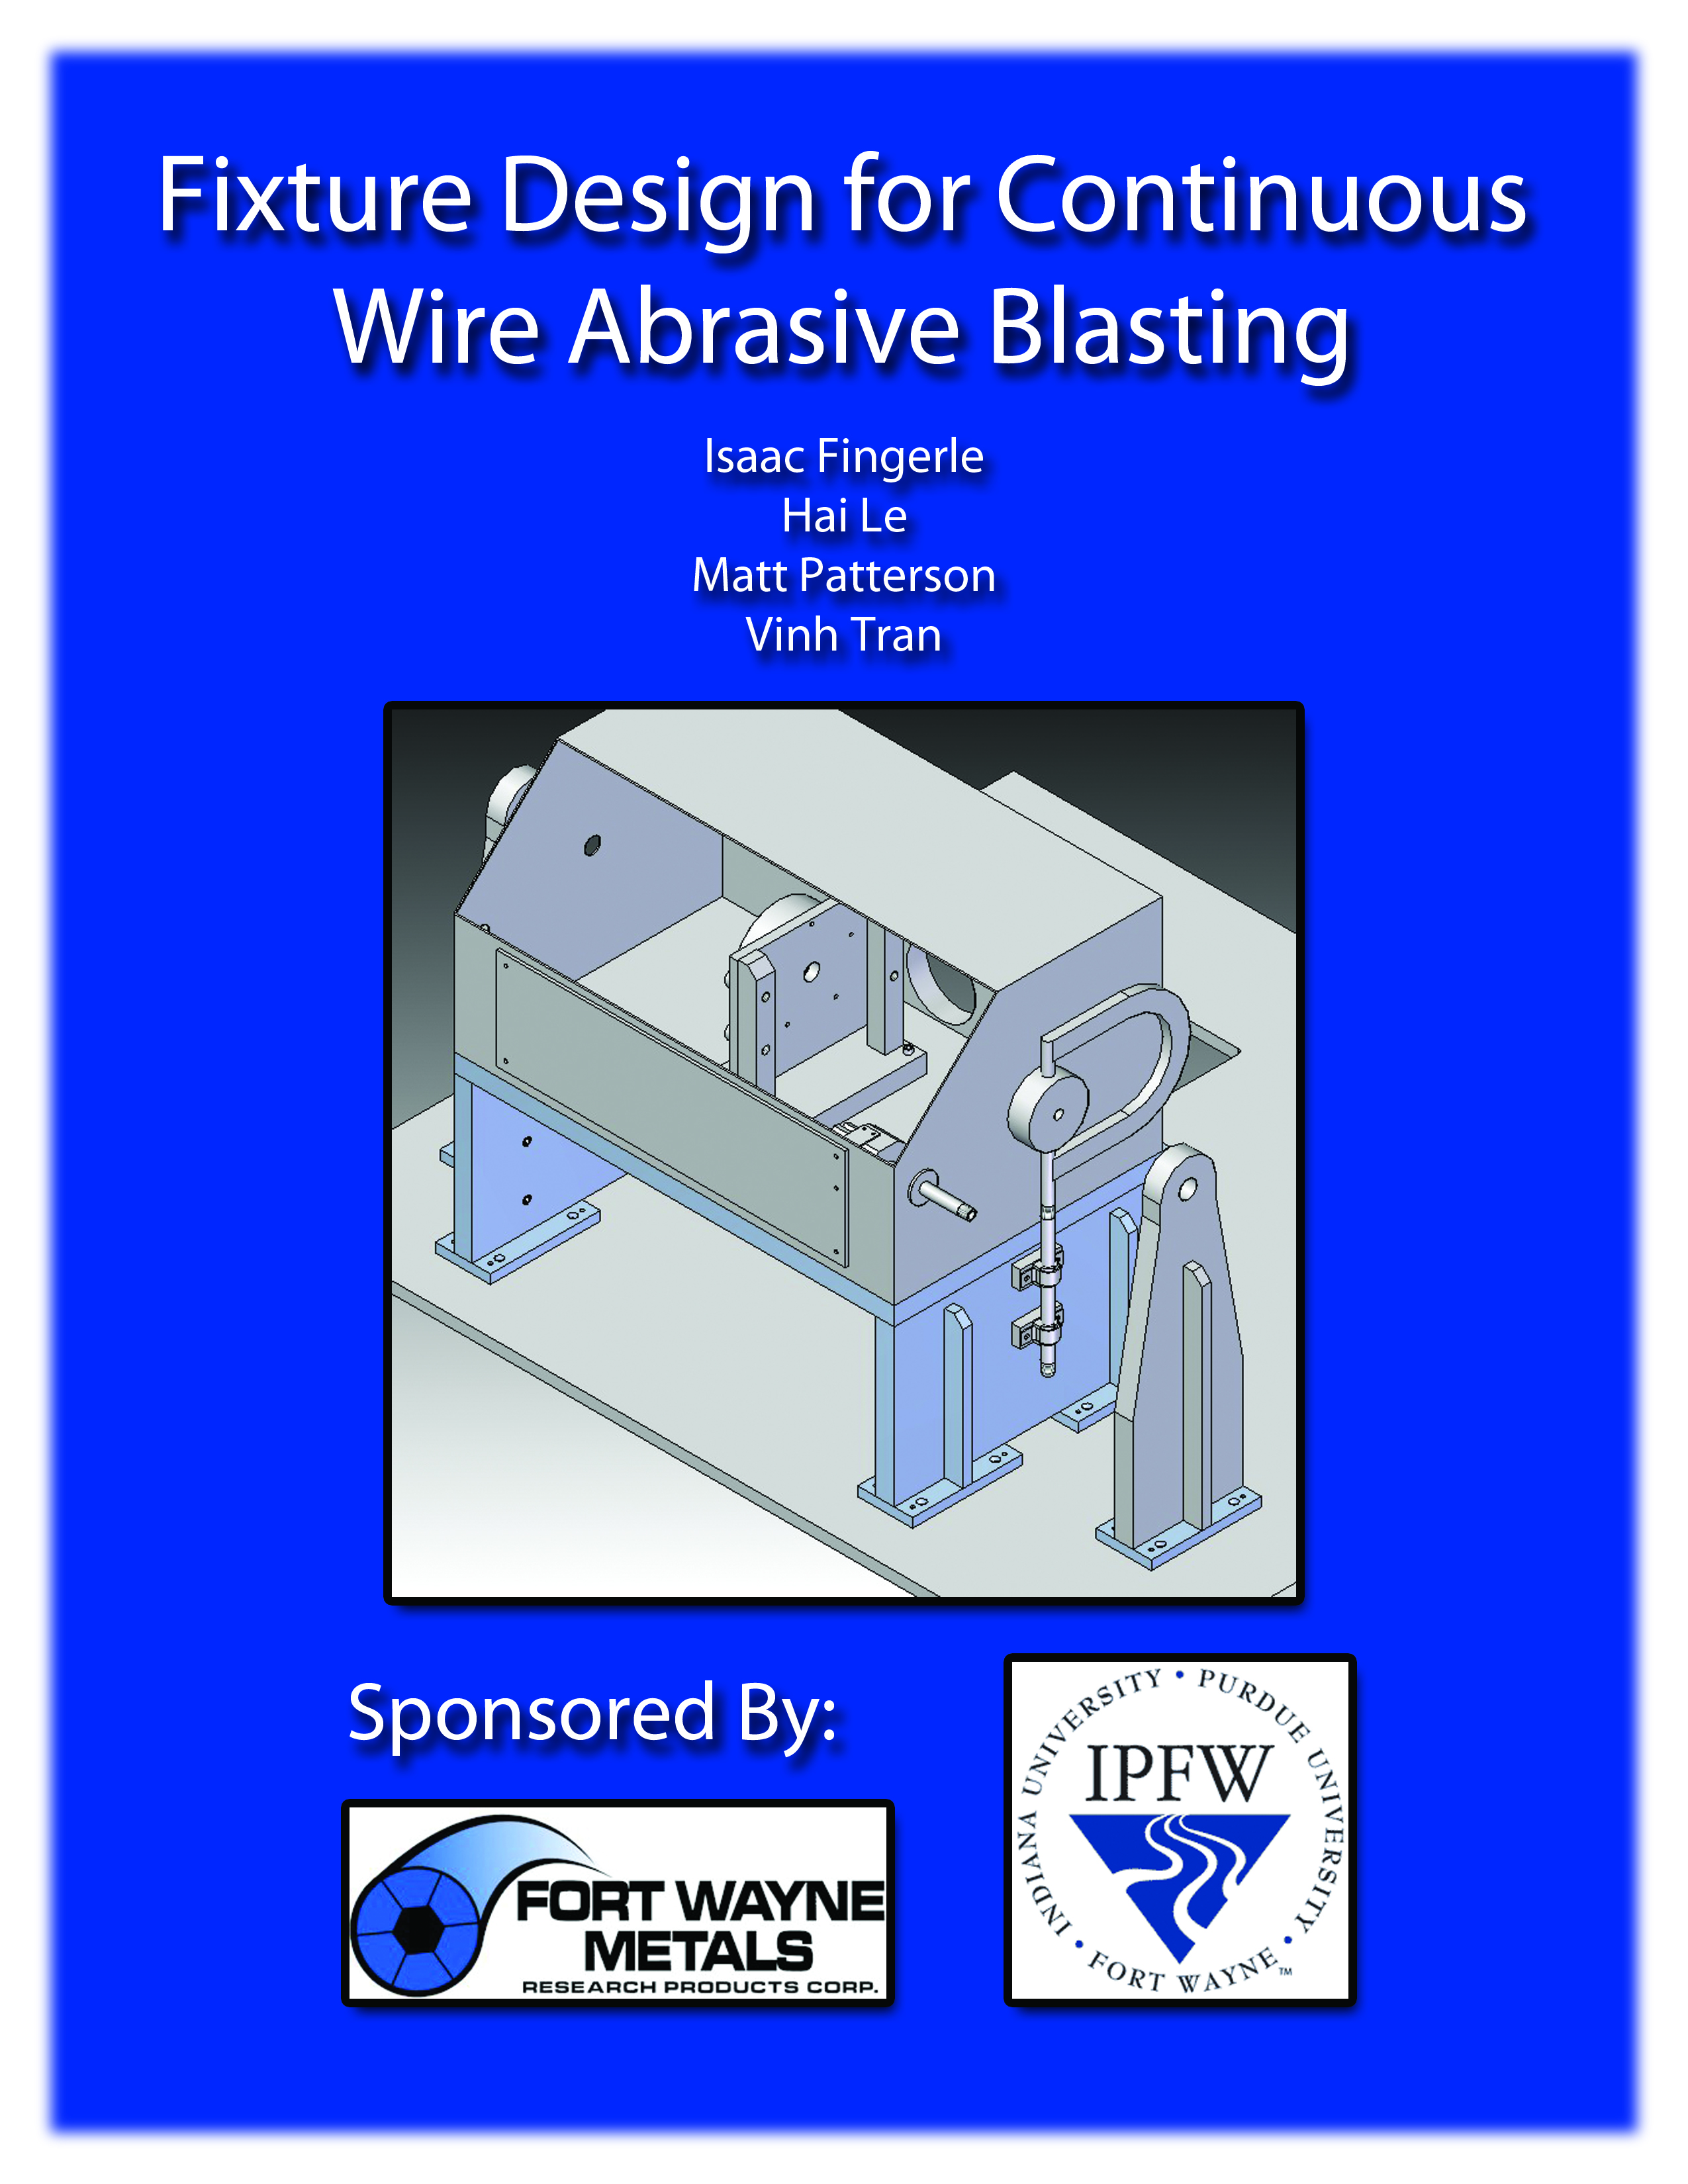 Fixture Design for Continuous
Wire Abrasive Blasting
Isaac Fingerle
Hai Le
Matt Patterson
Vinh Tran
Sponsored By:
FORT WAYNE
METALS
RESEARCH PRODUCTS CORP.
INDIANA UNIVERSITY • PURDUE UNIVERSITY • FORT WAYNE •
IPFW
TM